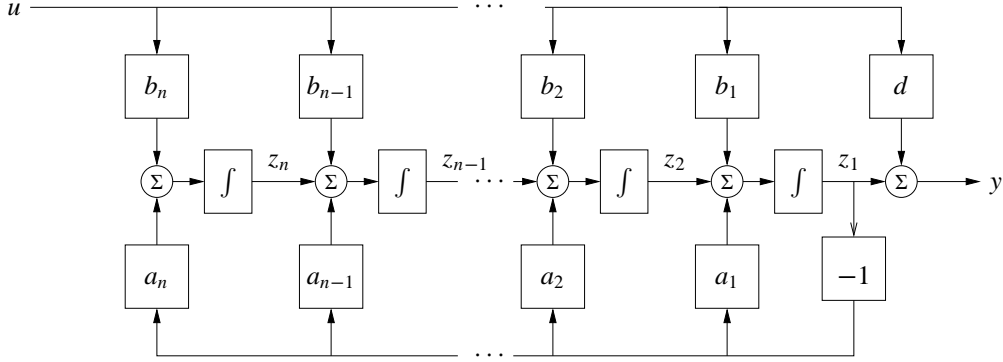 u ...
b_n b_{n−1} b_2 b_1 d
z_n z_{n−1} z_2 z_1
Σ ∫ Σ ∫ ... Σ ∫ Σ ∫ Σ y
a_n a_{n−1} a_2 a_1 −1
...